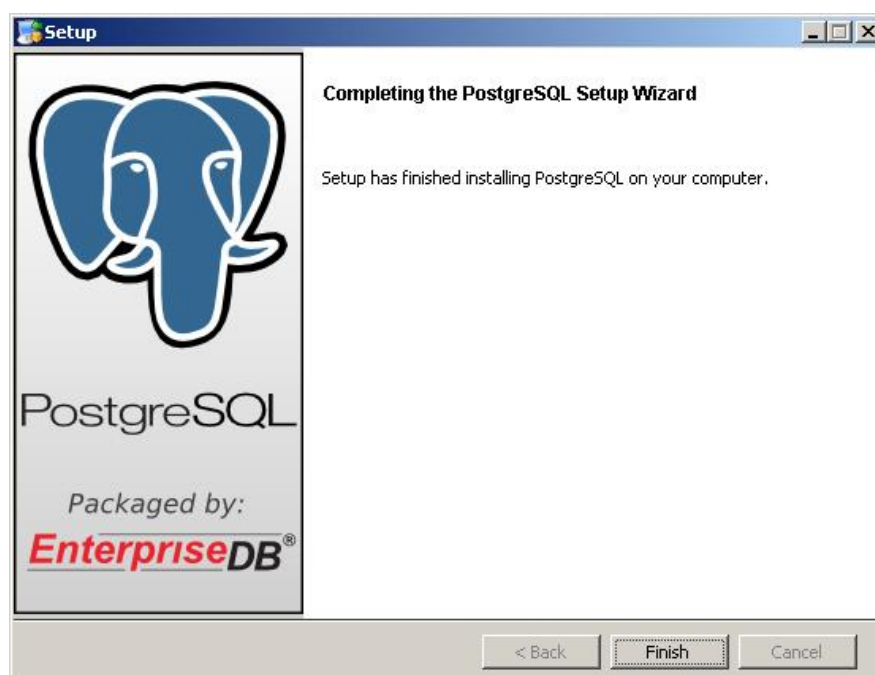 Setup
Completing the PostgreSQL Setup Wizard
Setup has finished installing PostgreSQL on your computer.
PostgreSQL
Packaged by:
EnterpriseDB®
< Back
Finish
Cancel